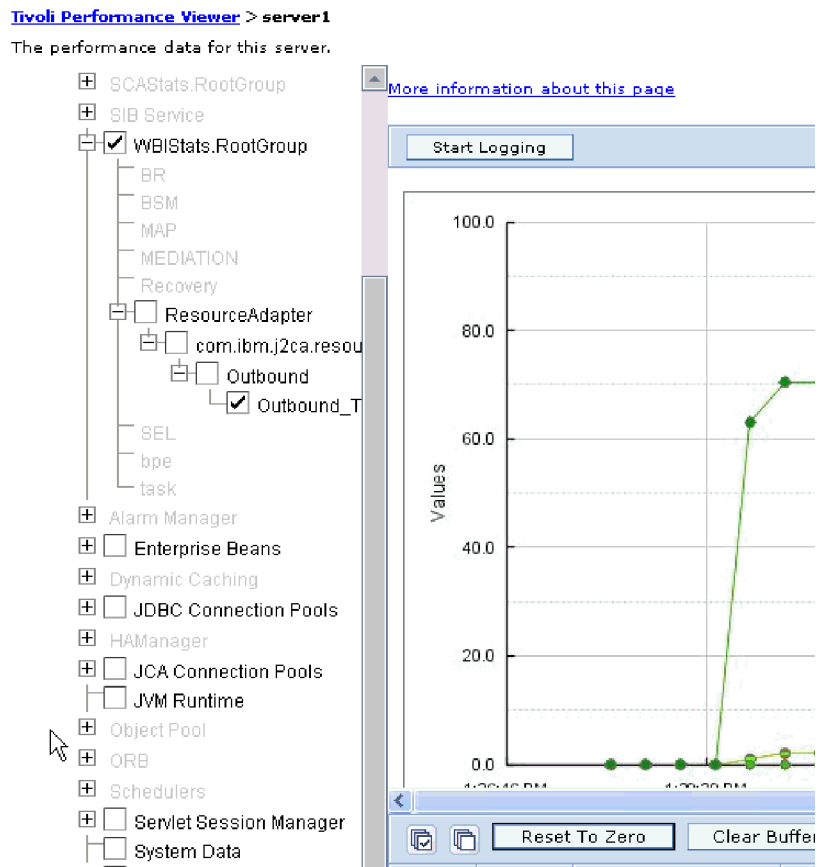 Tivoli Performance Viewer > server1
The performance data for this server.
SCAStats.RootGroup
SIB Service
WBIStats.RootGroup
BR
BSM
MAP
MEDIATION
Recovery
ResourceAdapter
com.ibm.j2ca.resou
Outbound
Outbound_T
SEL
bpe
task
Alarm Manager
Enterprise Beans
Dynamic Caching
JDBC Connection Pools
HAManager
JCA Connection Pools
JVM Runtime
Object Pool
ORB
Schedulers
Servlet Session Manager
System Data
More information about this page
Start Logging
100.0
80.0
60.0
40.0
20.0
0.0
Values
Reset To Zero
Clear Buffer